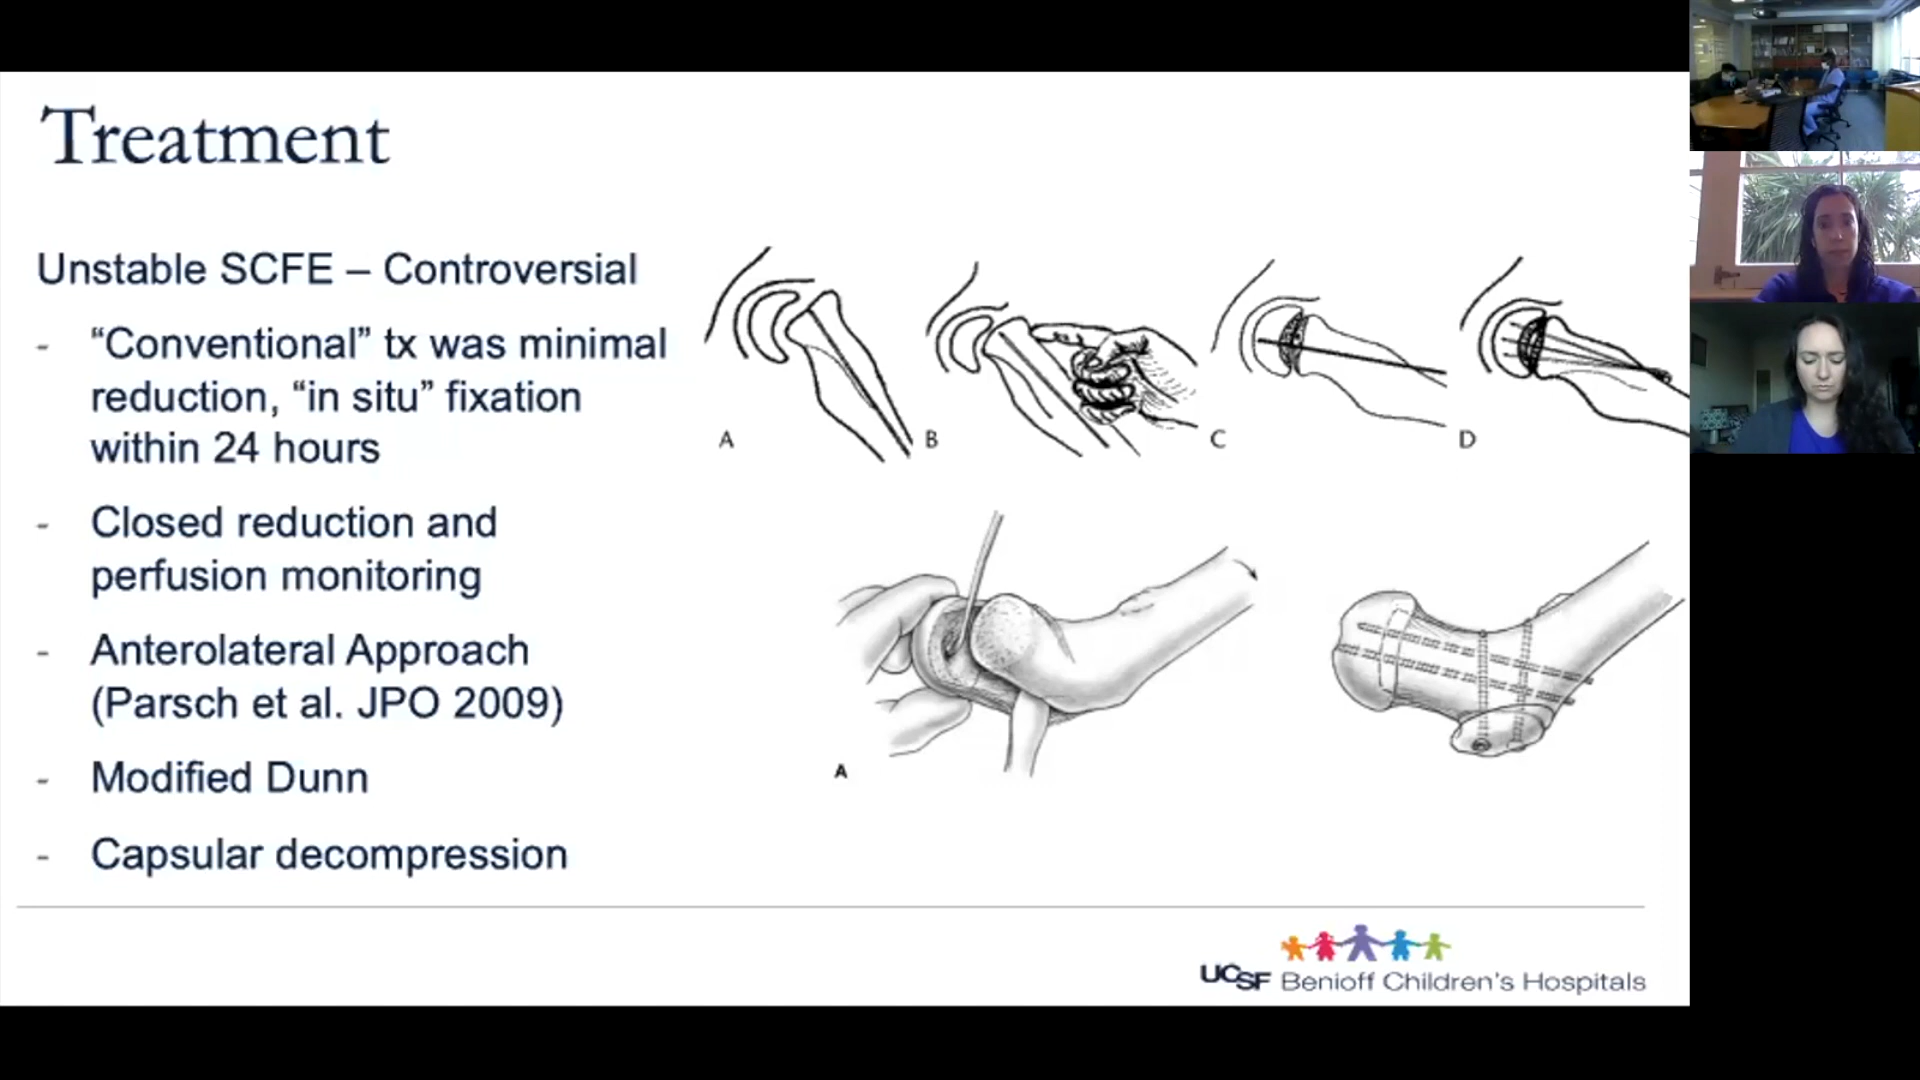 Treatment
Unstable SCFE – Controversial
- “Conventional” tx was minimal
reduction, “in situ” fixation
within 24 hours
- Closed reduction and
perfusion monitoring
- Anterolateral Approach
(Parsch et al. JPO 2009)
- Modified Dunn
- Capsular decompression
A B C D
A
UCSF Benioff Children's Hospitals